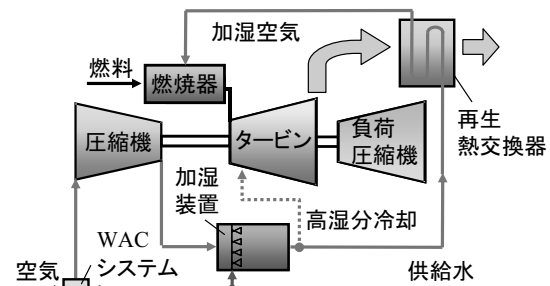 加湿空気
燃料
燃焼器
圧縮機
タービン
負荷
圧縮機
再生
熱交換器
加湿
装置
高湿分冷却
WAC
システム
空気
供給水